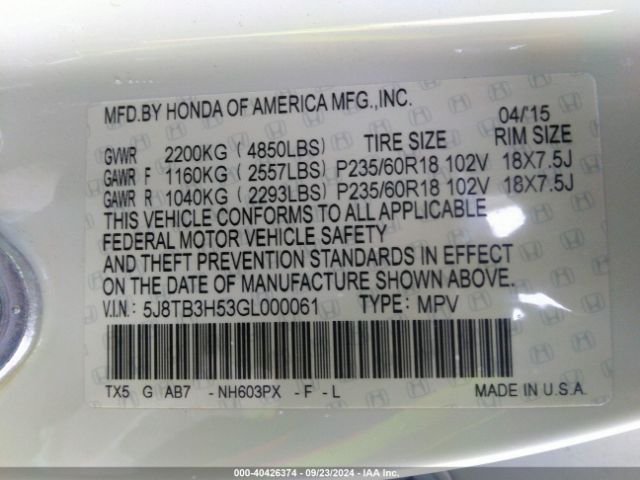 MFD.BY HONDA OF AMERICA MFG.,INC.
04/'15
GVWR 2200KG ( 4850LBS) TIRE SIZE RIM SIZE
GAWR F 1160KG ( 2557LBS) P235/60R18 102V 18X7.5J
GAWR R 1040KG ( 2293LBS) P235/60R18 102V 18X7.5J
THIS VEHICLE CONFORMS TO ALL APPLICABLE
FEDERAL MOTOR VEHICLE SAFETY
AND THEFT PREVENTION STANDARDS IN EFFECT
ON THE DATE OF MANUFACTURE SHOWN ABOVE.
V.I.N.: 5J8TB3H53GL000061 TYPE: MPV
TX5 G AB7 - NH603PX - F - L MADE IN U.S.A.
000-40426374 - 09/23/2024 - IAA Inc.